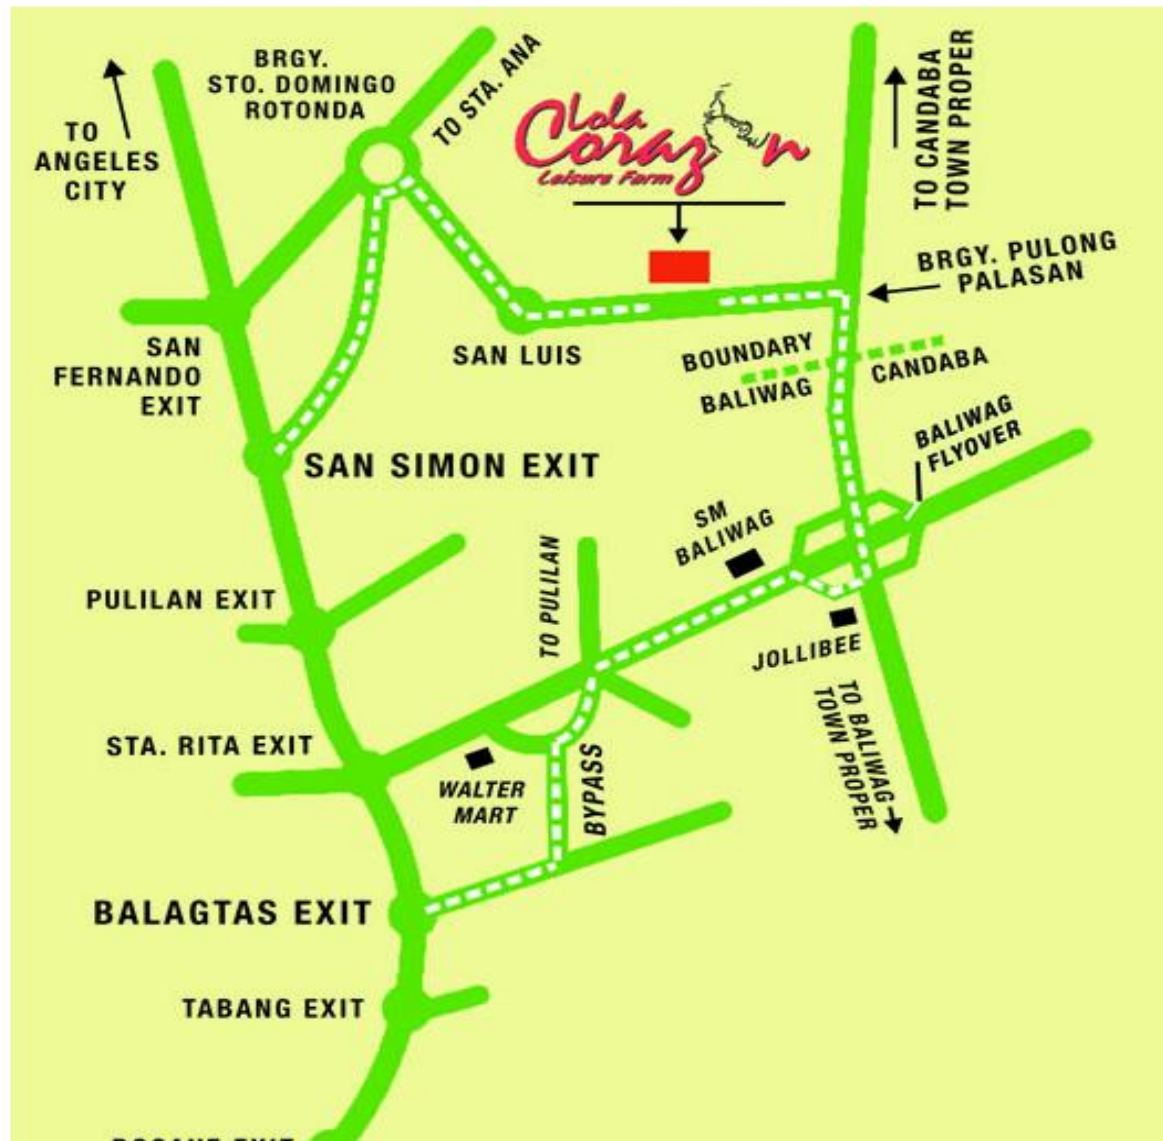 BRGY.
STO. DOMINGO
ROTONDA
TO STA. ANA
TO
ANGELES
CITY
Lola
Corazon
Leisure Farm
TO CANDABA
TOWN PROPER
BRGY. PULONG
PALASAN
SAN
FERNANDO
EXIT
SAN LUIS
BOUNDARY
BALIWAG
CANDABA
BALIWAG
FLYOVER
SAN SIMON EXIT
SM
BALIWAG
PULILAN EXIT
TO PULILAN
JOLLIBEE
TO BALIWAG
TOWN PROPER
STA. RITA EXIT
WALTER
MART
BYPASS
BALAGTAS EXIT
TABANG EXIT